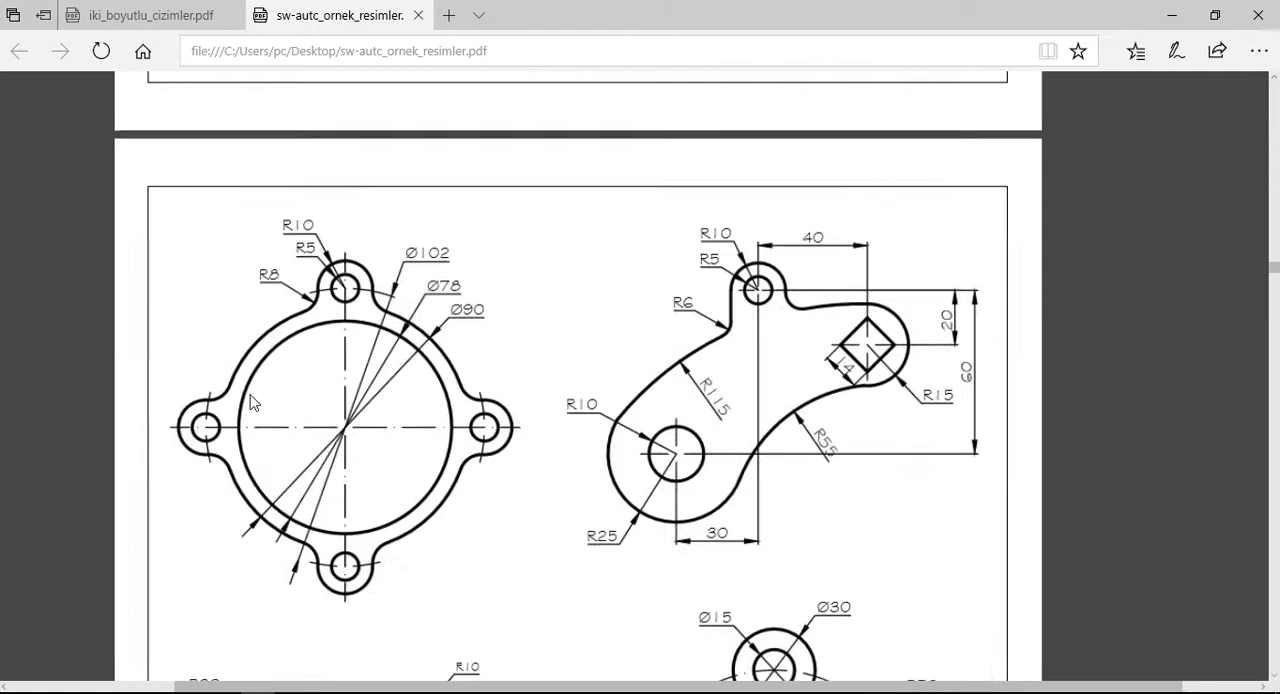 iki_boyutlu_cizimler.pdf
sw-autc_ornek_resimler.
file:///C:/Users/pc/Desktop/sw-autc_ornek_resimler.pdf
R10
R5
R8
Ø102
Ø78
Ø90
R10
R5
R6
40
20
60
14
R15
R115
R10
R55
R25
30
Ø15
Ø30
R10